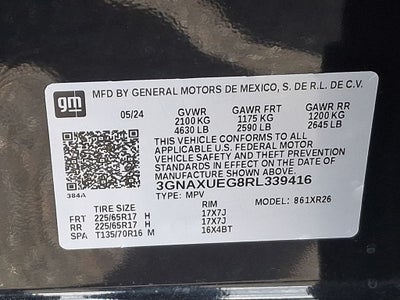 gm
MFD BY GENERAL MOTORS DE MEXICO, S. DE R.L. DE C.V.
05/24 GVWR GAWR FRT GAWR RR
2100 KG 1175 KG 1200 KG
4630 LB 2590 LB 2645 LB
THIS VEHICLE CONFORMS TO ALL
APPLICABLE U.S. FEDERAL MOTOR
VEHICLE SAFETY AND THEFT PREVENTION
STANDARDS IN EFFECT ON THE DATE OF
MANUFACTURE SHOWN ABOVE.
3GNAXUEG8RL339416
384A TYPE: MPV MODEL: 861XR26
TIRE SIZE RIM
FRT 225/65R17 H 17X7J
RR 225/65R17 H 17X7J
SPA T135/70R16 M 16X4BT